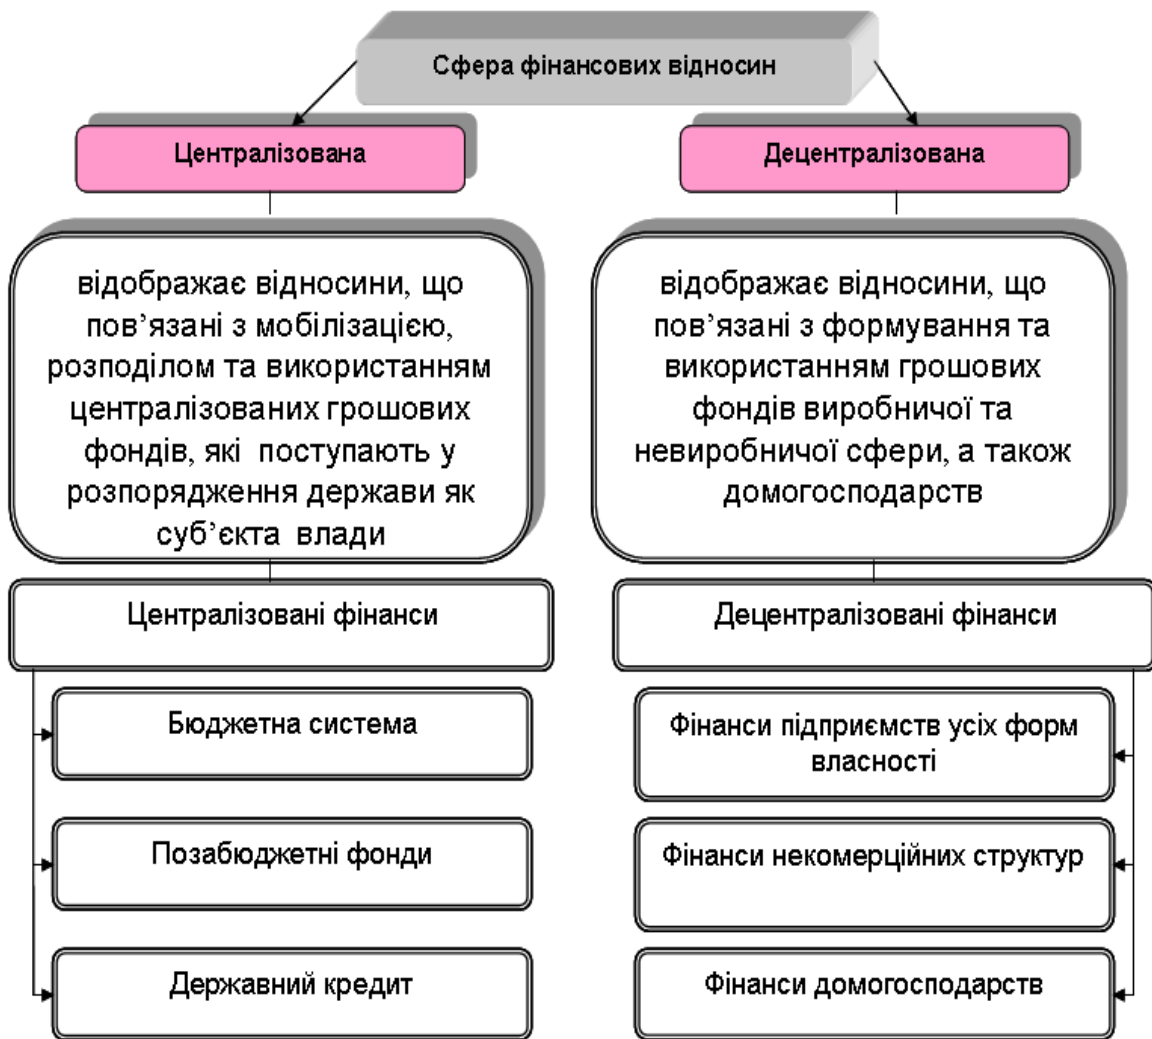 Сфера фінансових відносин
Централізована
Децентралізована
відображає відносини, що
пов’язані з мобілізацією,
розподілом та використанням
централізованих грошових
фондів, які поступають у
розпорядження держави як
суб’єкта влади
відображає відносини, що
пов’язані з формування та
використанням грошових
фондів виробничої та
невиробничої сфери, а також
домогосподарств
Централізовані фінанси
Децентралізовані фінанси
Бюджетна система
Позабюджетні фонди
Державний кредит
Фінанси підприємств усіх форм
власності
Фінанси некомерційних структур
Фінанси домогосподарств